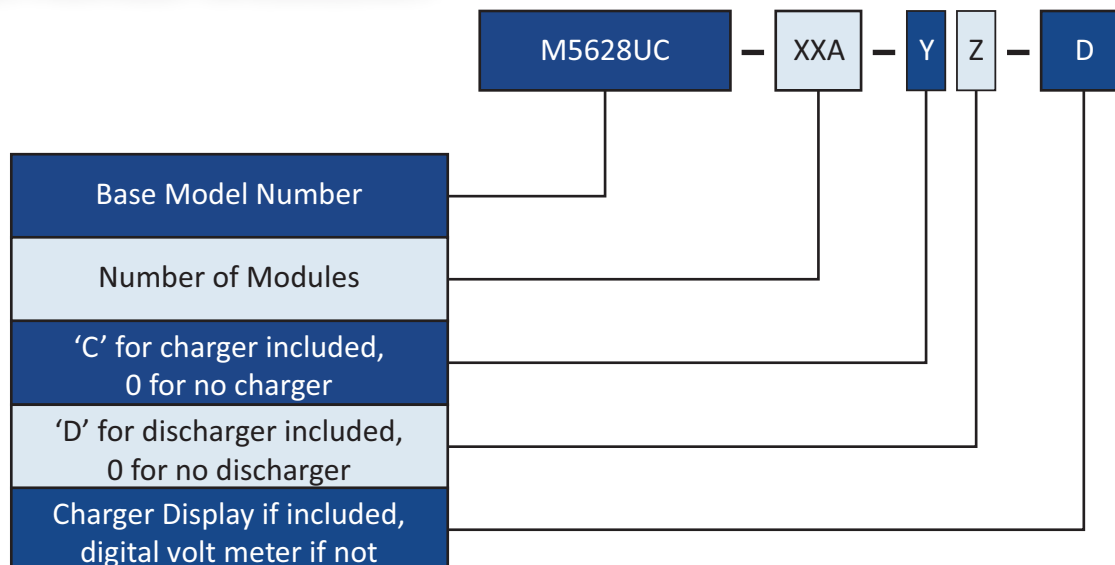 M5628UC – XXA – Y Z – D
Base Model Number
Number of Modules
‘C’ for charger included,
0 for no charger
‘D’ for discharger included,
0 for no discharger
Charger Display if included,
digital volt meter if not